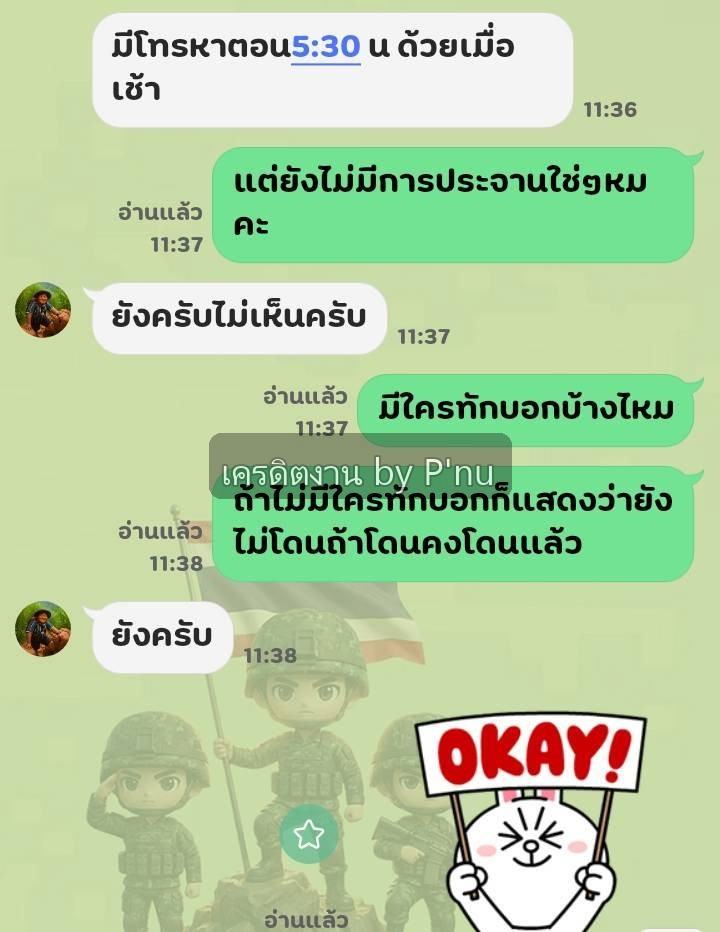 มีโทรหาตอน5:30 น ด้วยเมื่อ
เช้า
11:36
แต่ยังไม่มีการประจานใช่ๆหม
คะ
อ่านแล้ว
11:37
ยังครับไม่เห็นครับ
11:37
มีใครทักบอกบ้างไหม
อ่านแล้ว
11:37
เครดิตงาน by P'nu
ถ้าไม่มีใครทักบอกก็แสดงว่ายัง
ไม่โดนถ้าโดนคงโดนแล้ว
อ่านแล้ว
11:38
ยังครับ
11:38
OKAY!
อ่านแล้ว